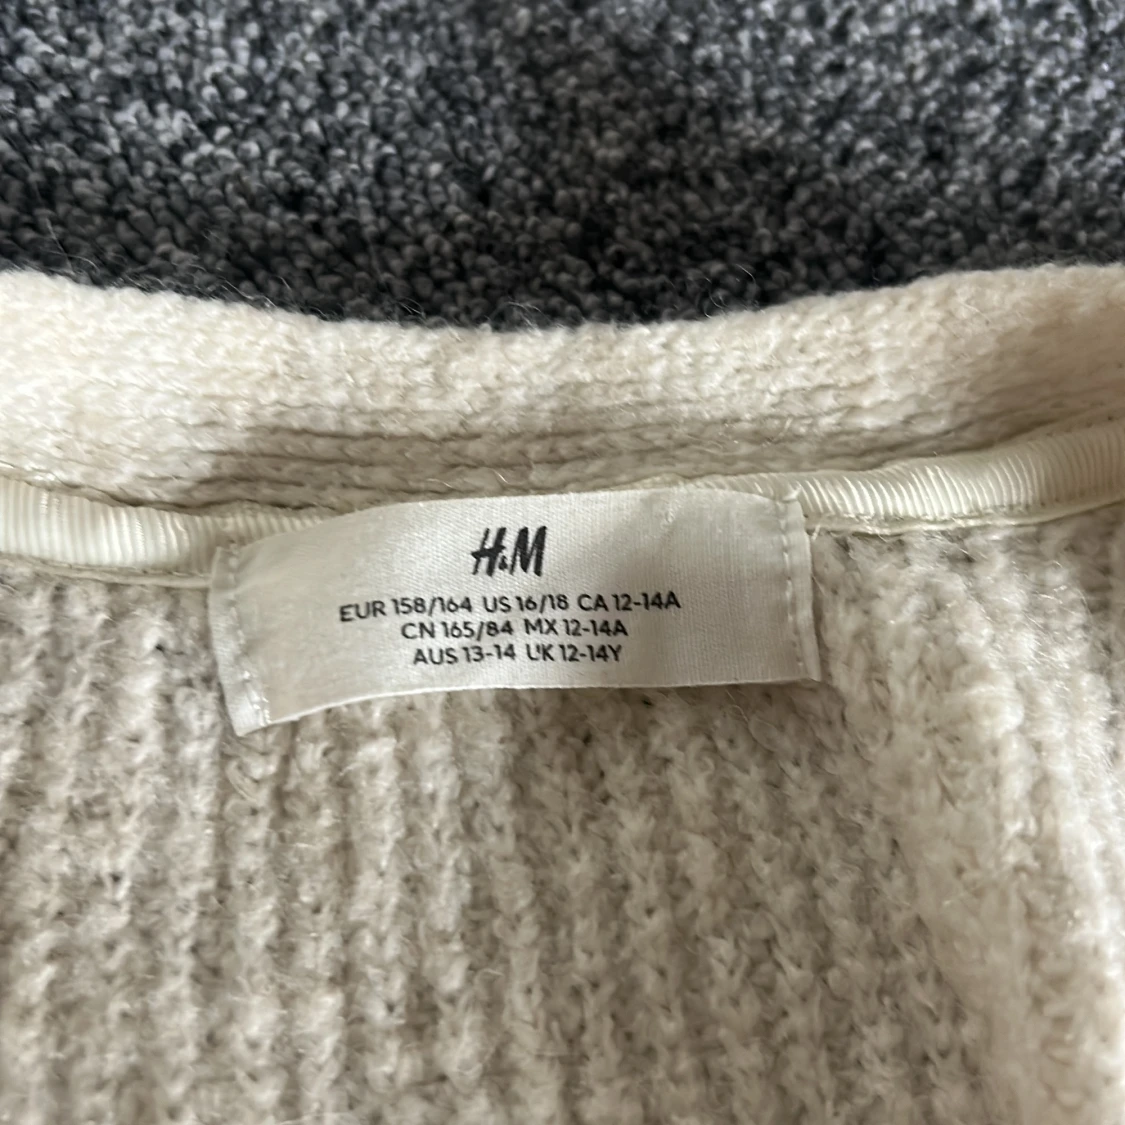 H&M
EUR 158/164 US 16/18 CA 12-14A
CN 165/84 MX 12-14A
AUS 13-14 UK 12-14Y